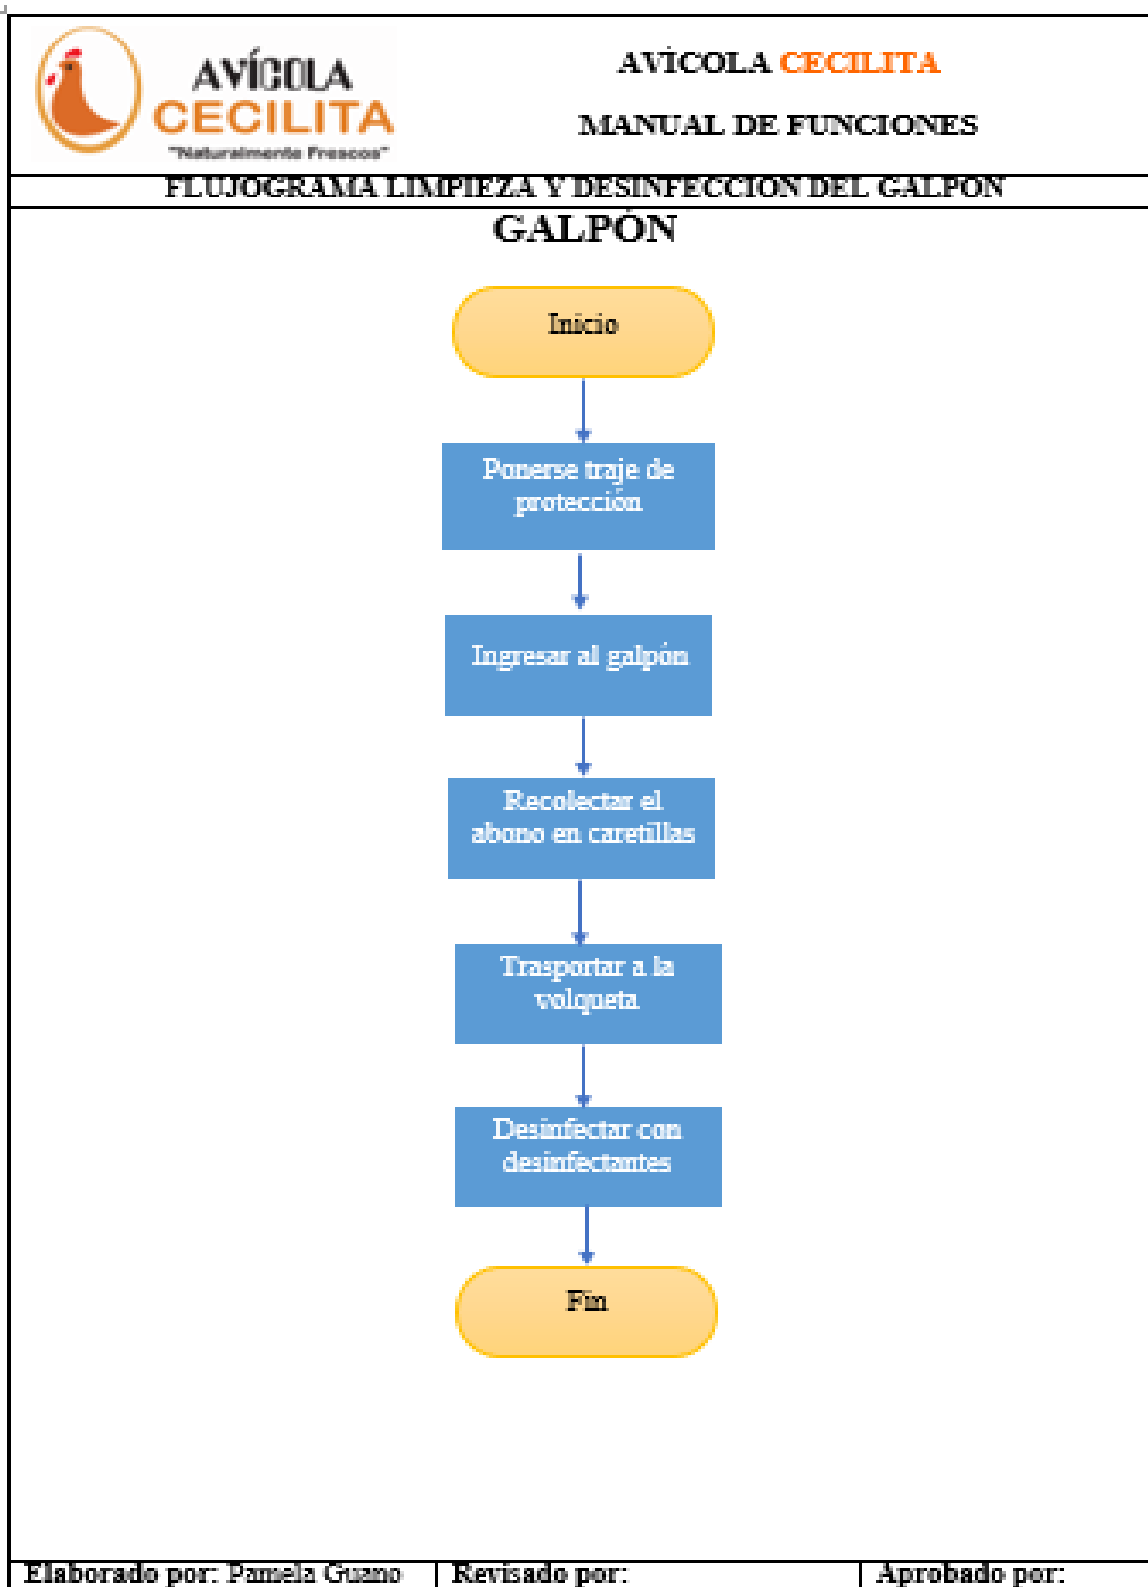 AVÍCOLA
CECILITA
"Naturalmente Frescos"
AVÍCOLA CECILITA
MANUAL DE FUNCIONES
FLUJOGRAMA LIMPIEZA Y DESINFECCIÓN DEL GALPÓN
GALPÓN
Inicio
Ponerse traje de
protección
Ingresar al galpón
Recolectar el
abono en caretillas
Trasportar a la
volqueta
Desinfectar con
desinfectantes
Fin
Elaborado por: Pamela Guano
Revisado por:
Aprobado por: